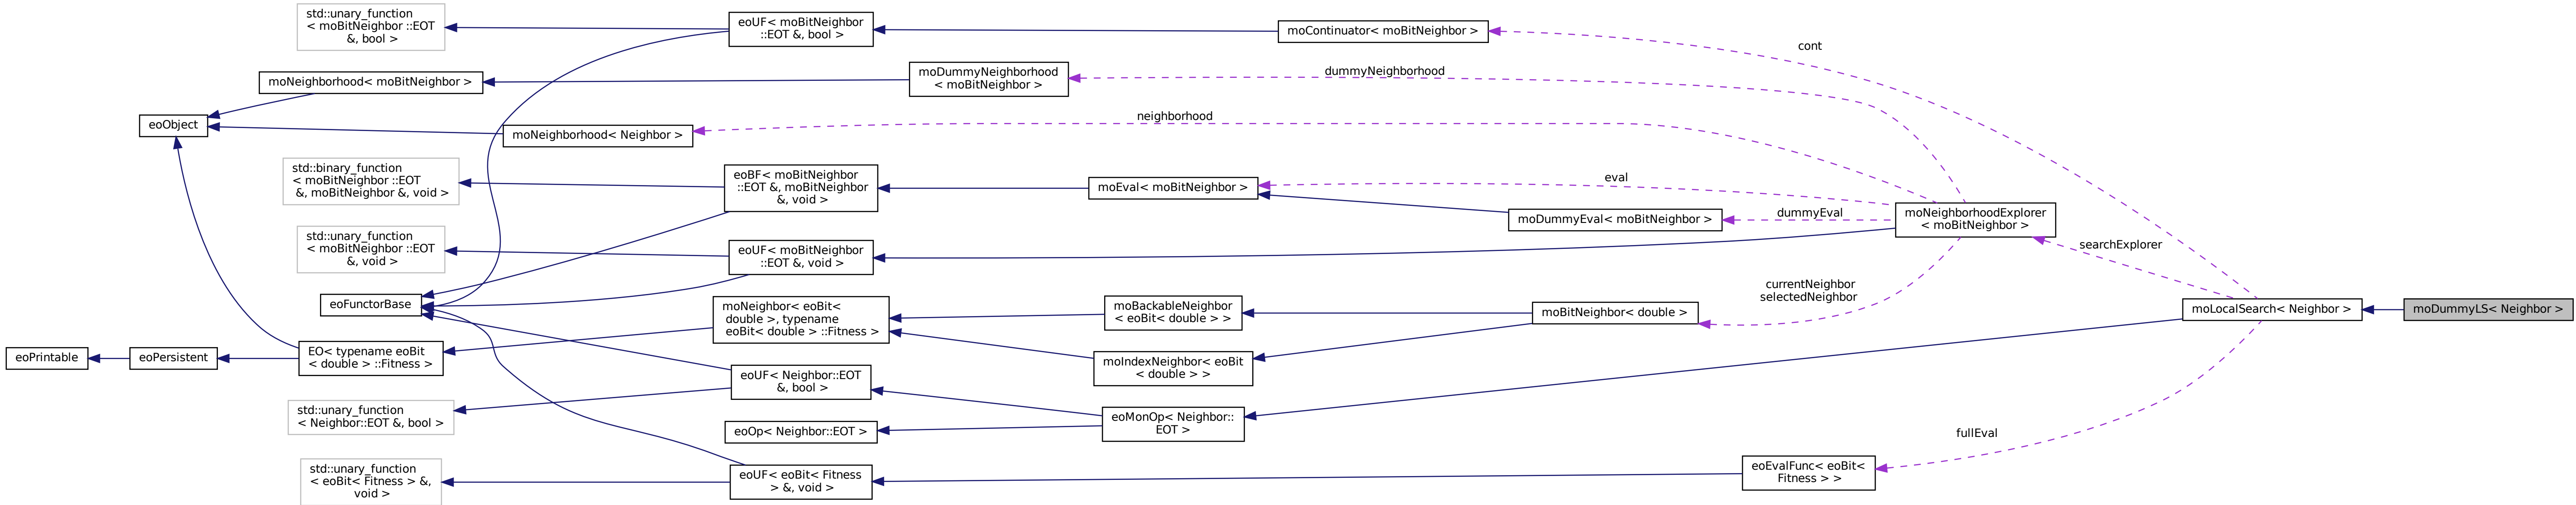 std::unary_function
< moBitNeighbor ::EOT
&, bool >
eoUF< moBitNeighbor
::EOT &, bool >
moContinuator< moBitNeighbor >
cont
moNeighborhood< moBitNeighbor >
moDummyNeighborhood
< moBitNeighbor >
dummyNeighborhood
eoObject
moNeighborhood< Neighbor >
neighborhood
std::binary_function
< moBitNeighbor ::EOT
&, moBitNeighbor &, void >
eoBF< moBitNeighbor
::EOT &, moBitNeighbor
&, void >
moEval< moBitNeighbor >
eval
moDummyEval< moBitNeighbor >
dummyEval
moNeighborhoodExplorer
< moBitNeighbor >
std::unary_function
< moBitNeighbor ::EOT
&, void >
eoUF< moBitNeighbor
::EOT &, void >
searchExplorer
eoFunctorBase
moNeighbor< eoBit<
double >, typename
eoBit< double > ::Fitness >
moBackableNeighbor
< eoBit< double > >
moBitNeighbor< double >
currentNeighbor
selectedNeighbor
moLocalSearch< Neighbor >
moDummyLS< Neighbor >
eoPrintable
eoPersistent
EO< typename eoBit
< double > ::Fitness >
moIndexNeighbor< eoBit
< double > >
eoUF< Neighbor::EOT
&, bool >
std::unary_function
< Neighbor::EOT &, bool >
eoOp< Neighbor::EOT >
eoMonOp< Neighbor::
EOT >
fullEval
std::unary_function
< eoBit< Fitness > &,
void >
eoUF< eoBit< Fitness
> &, void >
eoEvalFunc< eoBit<
Fitness > >